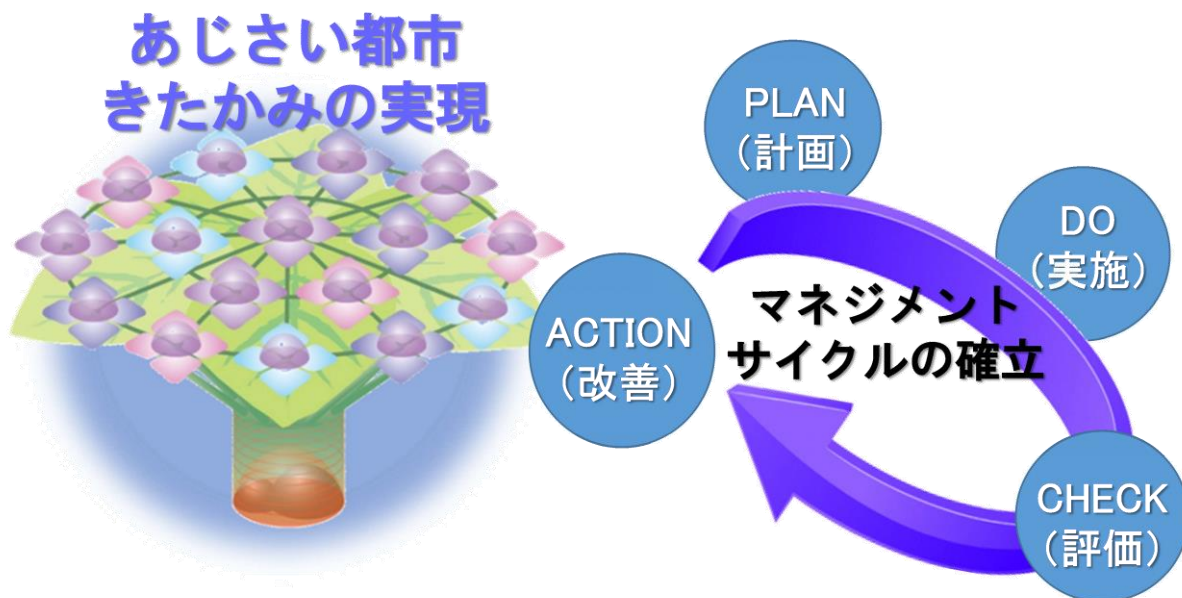 あじさい都市
きたかみの実現
PLAN
(計画)
DO
(実施)
マネジメント
サイクルの確立
ACTION
(改善)
CHECK
(評価)